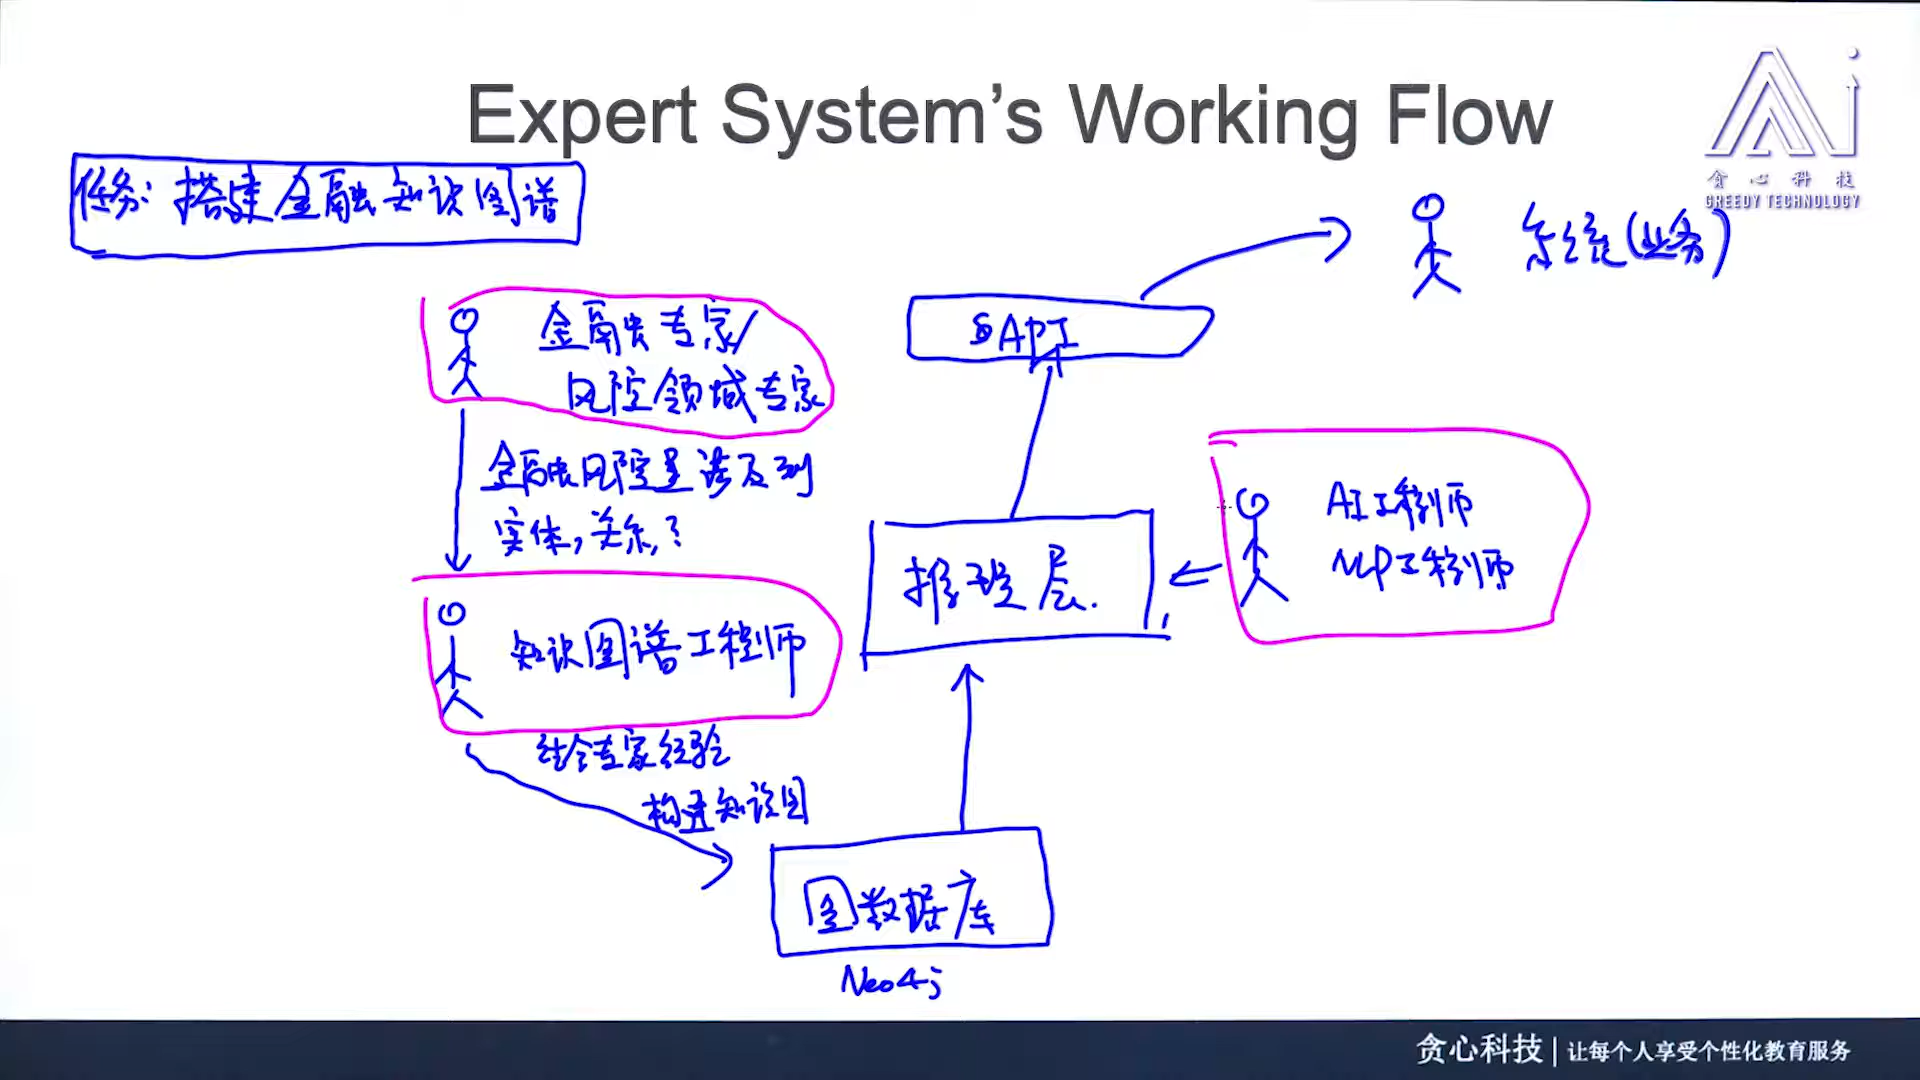 Expert System’s Working Flow
贪心科技
GREEDY TECHNOLOGY
任务: 搭建金融知识图谱
系统(业务)
金融专家/
风控领域专家
API
金融风控里涉及到
实体,关系?
AI工程师
NLP工程师
推理层.
知识图谱工程师
结合专家经验
构建知识图
图数据库
Neo4j
贪心科技 | 让每个人享受个性化教育服务